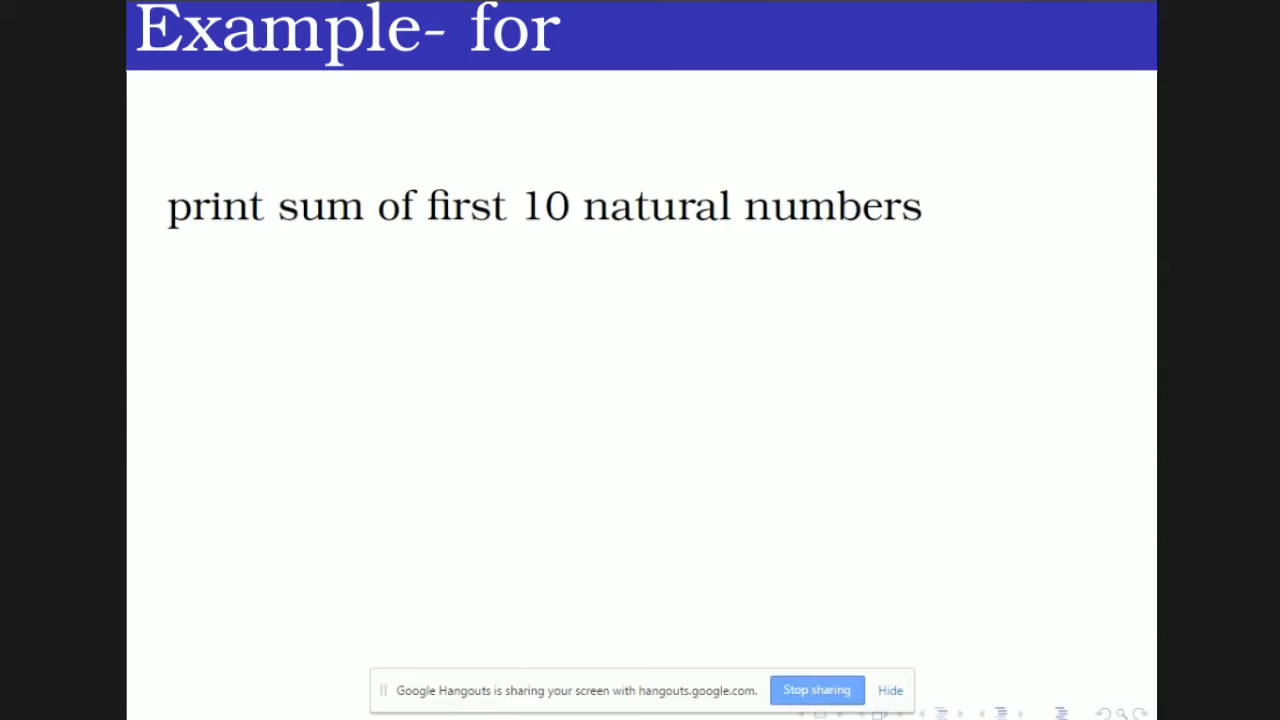 Example- for
print sum of first 10 natural numbers
Google Hangouts is sharing your screen with hangouts.google.com. Stop sharing Hide